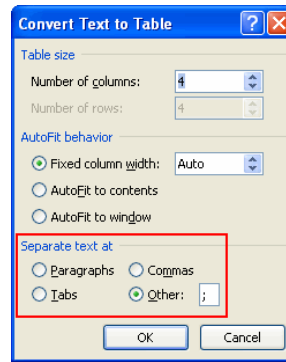 Convert Text to Table
Table size
Number of columns: 4
Number of rows: 4
AutoFit behavior
Fixed column width: Auto
AutoFit to contents
AutoFit to window
Separate text at
Paragraphs Commas
Tabs Other: ;
OK Cancel